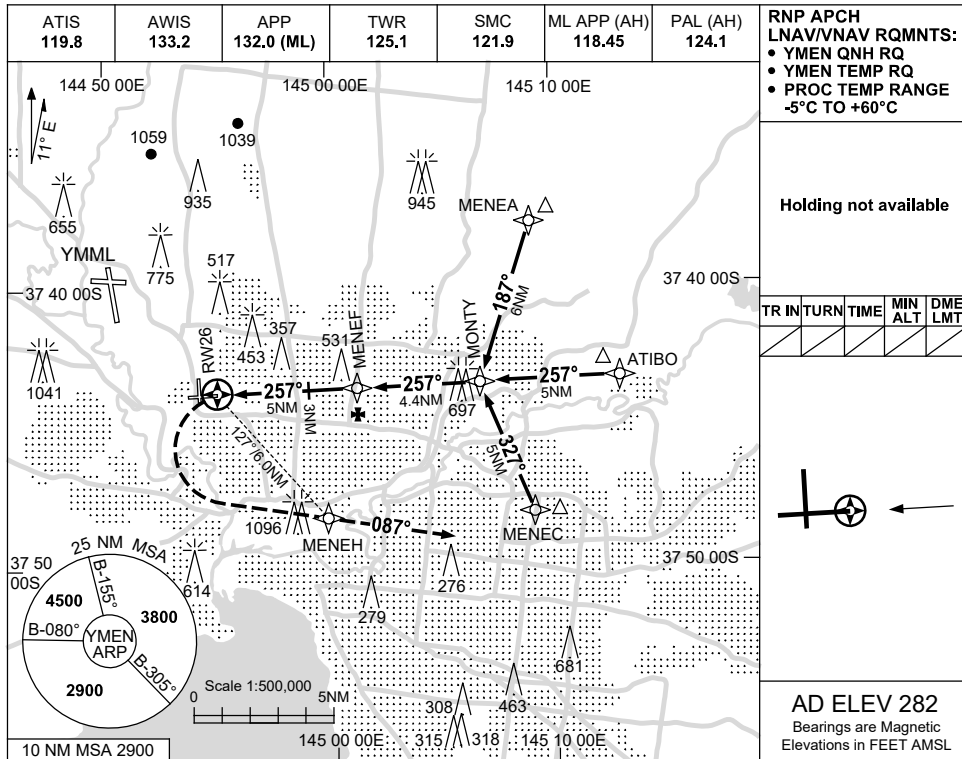 ATIS
119.8
AWIS
133.2
APP
132.0 (ML)
TWR
125.1
SMC
121.9
ML APP (AH)
118.45
PAL (AH)
124.1
RNP APCH
LNAV/VNAV RQMNTS:
• YMEN QNH RQ
• YMEN TEMP RQ
• PROC TEMP RANGE
-5°C TO +60°C
Holding not available
TR IN
TURN
TIME
MIN ALT
DME LMT
AD ELEV 282
Bearings are Magnetic
Elevations in FEET AMSL
144 50 00E
145 00 00E
145 10 00E
11° E
1059
1039
935
655
945
MENEA
775
YMML
517
37 40 00S
37 40 00S
187°
6NM
357
453
531
MENEF
MONTY
ATIBO
RW26
1041
257°
5NM
3NM
257°
4.4NM
697
257°
5NM
327°
5NM
127°/6.0NM
1096
MENEH
087°
MENEC
37 50 00S
37 50
00S
25 NM MSA
B-155°
4500
3800
B-080°
YMEN
ARP
B-305°
2900
614
276
279
681
Scale 1:500,000
0
5NM
308
463
315
318
10 NM MSA 2900
145 00 00E
145 10 00E